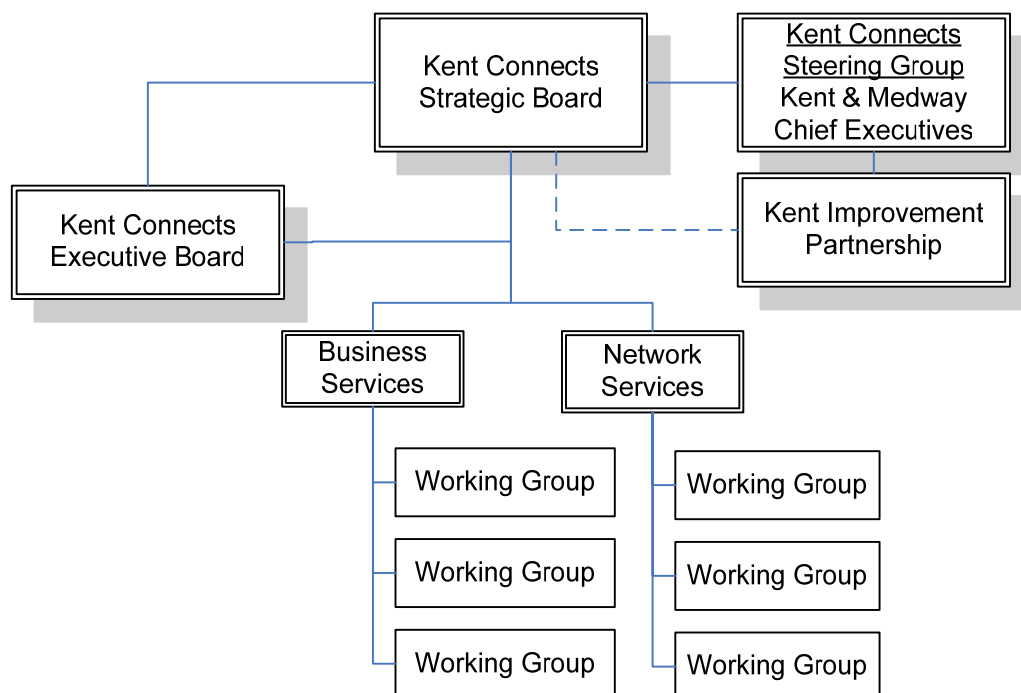 Kent Connects
Strategic Board
Kent Connects
Steering Group
Kent & Medway
Chief Executives
Kent Connects
Executive Board
Kent Improvement
Partnership
Business
Services
Network
Services
Working Group
Working Group
Working Group
Working Group
Working Group
Working Group